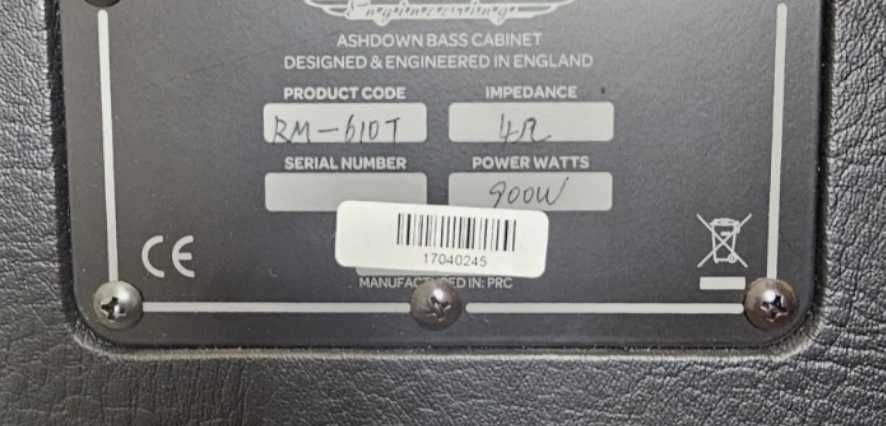 Engineering
ASHDOWN BASS CABINET
DESIGNED & ENGINEERED IN ENGLAND
PRODUCT CODE IMPEDANCE
RM-610T 4Ω
SERIAL NUMBER POWER WATTS
900W
CE
17040245
MANUFACTURED IN: PRC